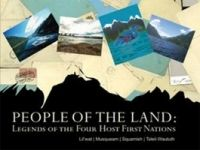 PEOPLE OF THE LAND:
LEGENDS OF THE FOUR HOST FIRST NATIONS
Lil'wat | Musqueam | Squamish | Tsleil-Waututh